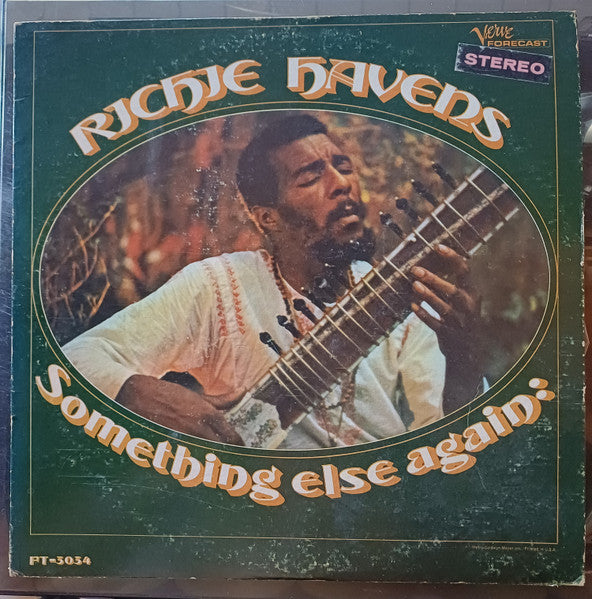 Verve
FORECAST
STEREO
RICHIE HAVENS
Something else again:
FT-3034